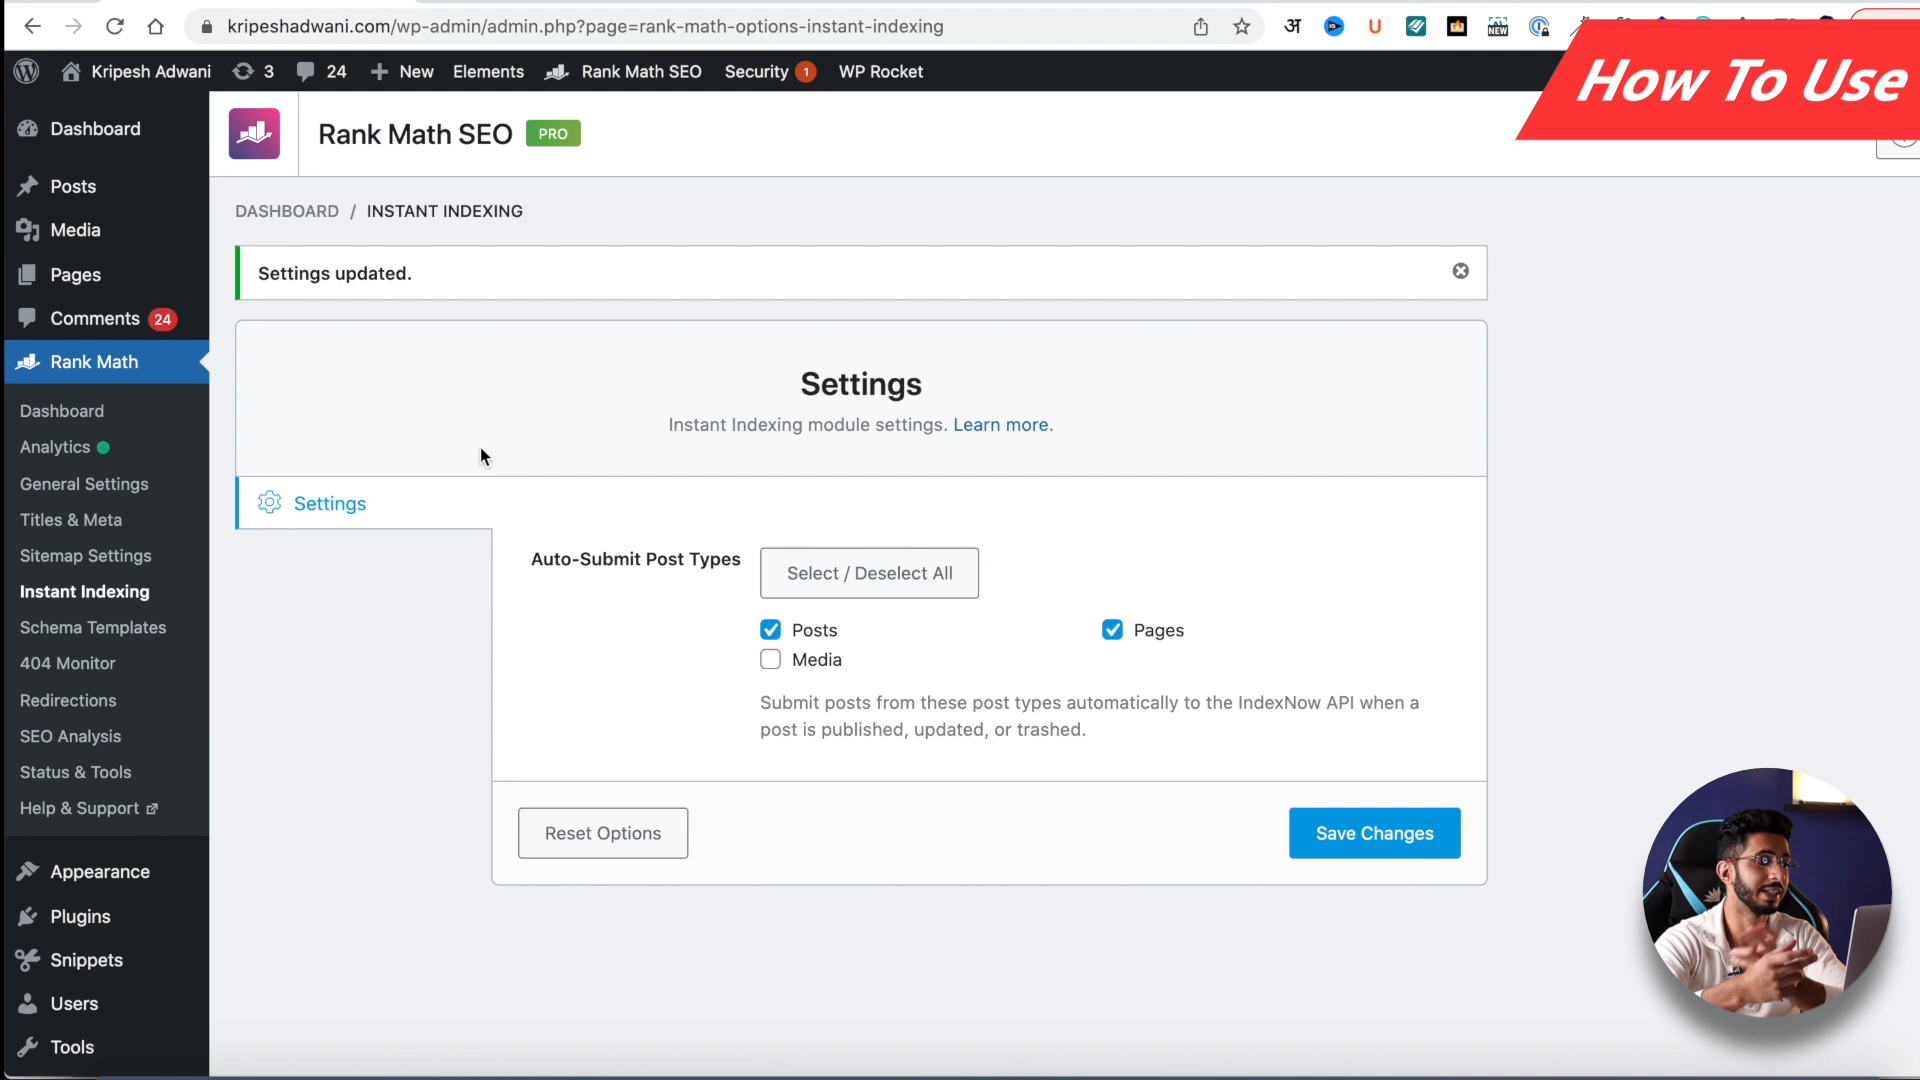 kripeshadwani.com/wp-admin/admin.php?page=rank-math-options-instant-indexing
अ
U
NEW
Kripesh Adwani
3
24
New
Elements
Rank Math SEO
Security 1
WP Rocket
How To Use
Dashboard
Posts
Media
Pages
Comments 24
Rank Math
Dashboard
Analytics
General Settings
Titles & Meta
Sitemap Settings
Instant Indexing
Schema Templates
404 Monitor
Redirections
SEO Analysis
Status & Tools
Help & Support
Appearance
Plugins
Snippets
Users
Tools
Rank Math SEO PRO
DASHBOARD / INSTANT INDEXING
Settings updated.
Settings
Instant Indexing module settings. Learn more.
Settings
Auto-Submit Post Types
Select / Deselect All
Posts
Pages
Media
Submit posts from these post types automatically to the IndexNow API when a
post is published, updated, or trashed.
Reset Options
Save Changes